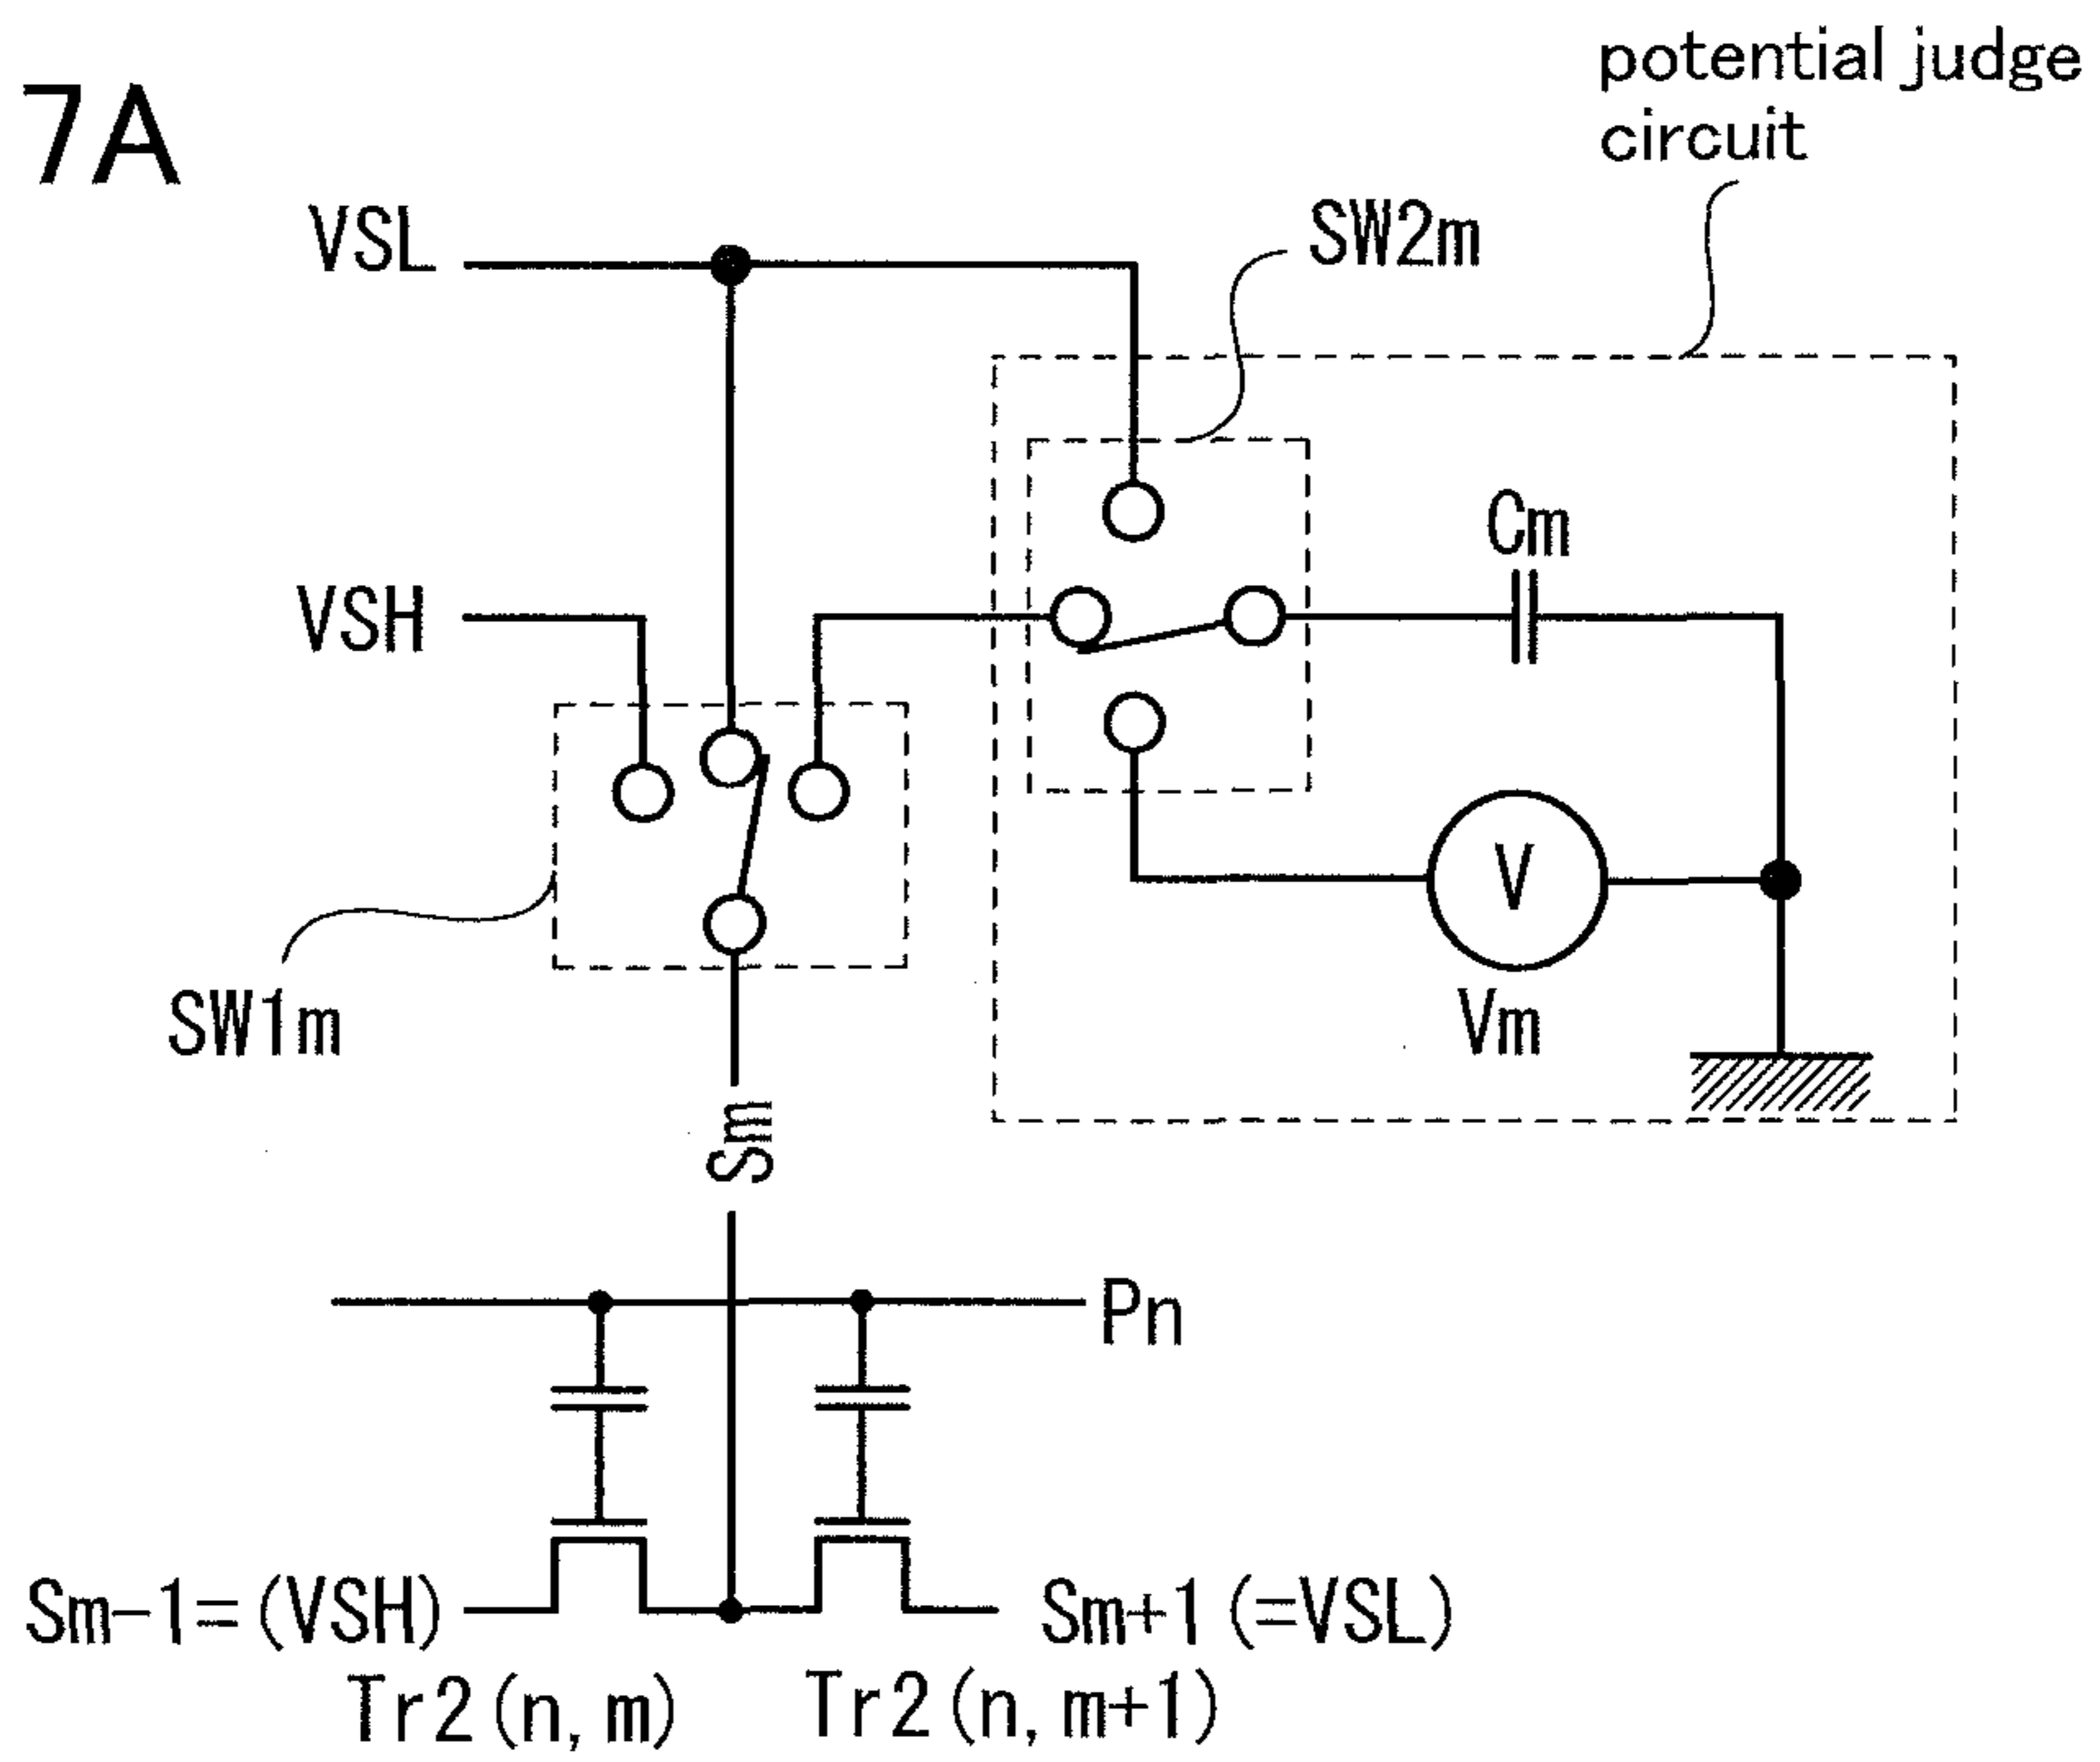 7A
potential judge
circuit
VSL
SW2m
Cm
VSH
V
Vm
SW1m
Sm
Pn
Sm-1=(VSH)
Sm+1(=VSL)
Tr2(n,m)
Tr2(n,m+1)